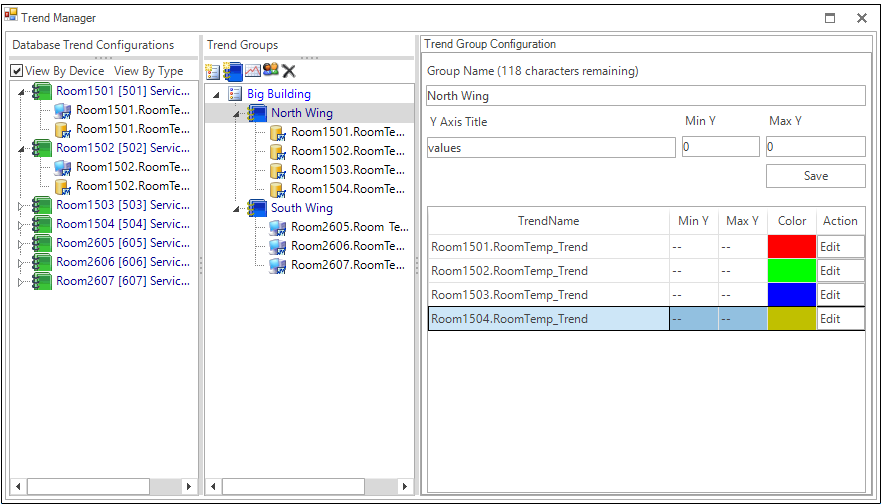 Trend Manager
Database Trend Configurations
View By Device View By Type
Room1501 [501] Servic...
Room1501.RoomTe...
Room1501.RoomTe...
Room1502 [502] Servic...
Room1502.RoomTe...
Room1502.RoomTe...
Room1503 [503] Servic...
Room1504 [504] Servic...
Room2605 [605] Servic...
Room2606 [606] Servic...
Room2607 [607] Servic...
Trend Groups
Big Building
North Wing
Room1501.RoomTe...
Room1502.RoomTe...
Room1503.RoomTe...
Room1504.RoomTe...
South Wing
Room2605.Room Te...
Room2606.RoomTe...
Room2607.RoomTe...
Trend Group Configuration
Group Name (118 characters remaining)
North Wing
Y Axis Title Min Y Max Y
values 0 0
Save
TrendName Min Y Max Y Color Action
Room1501.RoomTemp_Trend -- -- Edit
Room1502.RoomTemp_Trend -- -- Edit
Room1503.RoomTemp_Trend -- -- Edit
Room1504.RoomTemp_Trend -- -- Edit